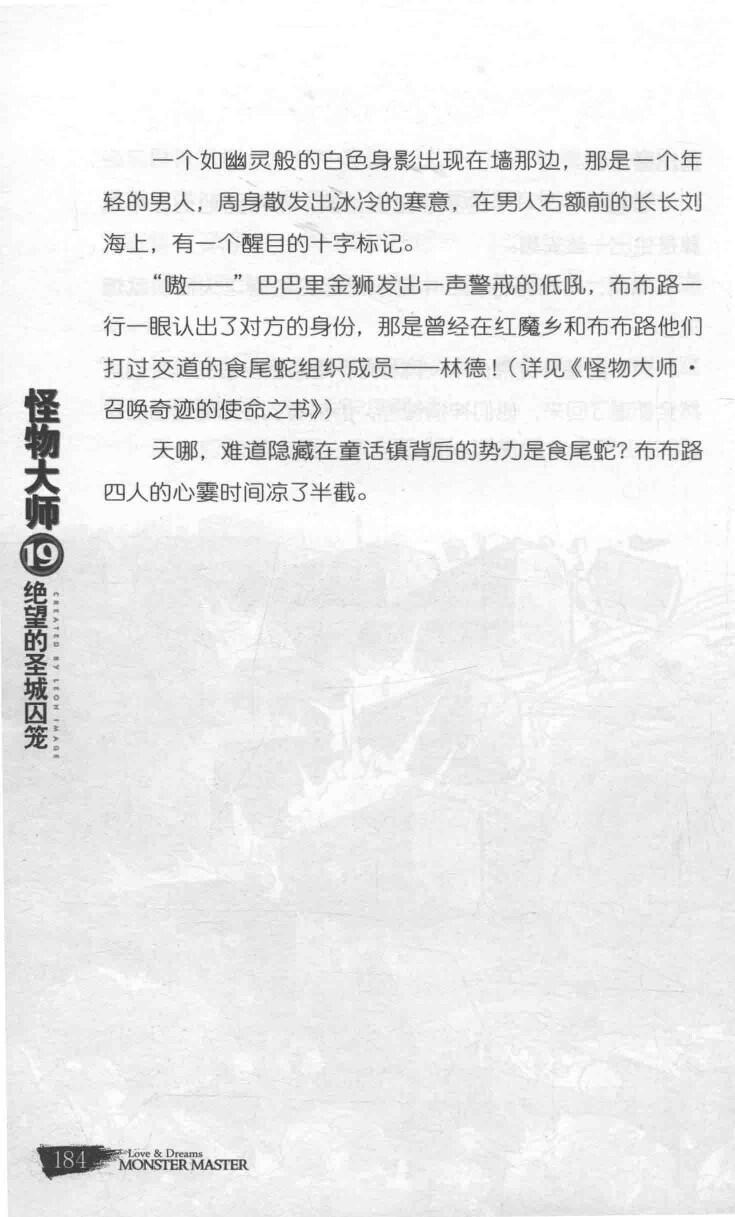 一个如幽灵般的白色身影出现在墙那边，那是一个年
轻的男人，周身散发出冰冷的寒意，在男人右额前的长长刘
海上，有一个醒目的十字标记。
“嗷——”巴巴里金狮发出一声警戒的低吼，布布路一
行一眼认出了对方的身份，那是曾经在红魔乡和布布路他们
打过交道的食尾蛇组织成员——林德！（详见《怪物大师·
召唤奇迹的使命之书》）
天哪，难道隐藏在童话镇背后的势力是食尾蛇？布布路
四人的心霎时间凉了半截。
怪物大师
19
绝望的圣城囚笼
CREATED BY LEON IMAGE
184
Love & Dreams
MONSTER MASTER